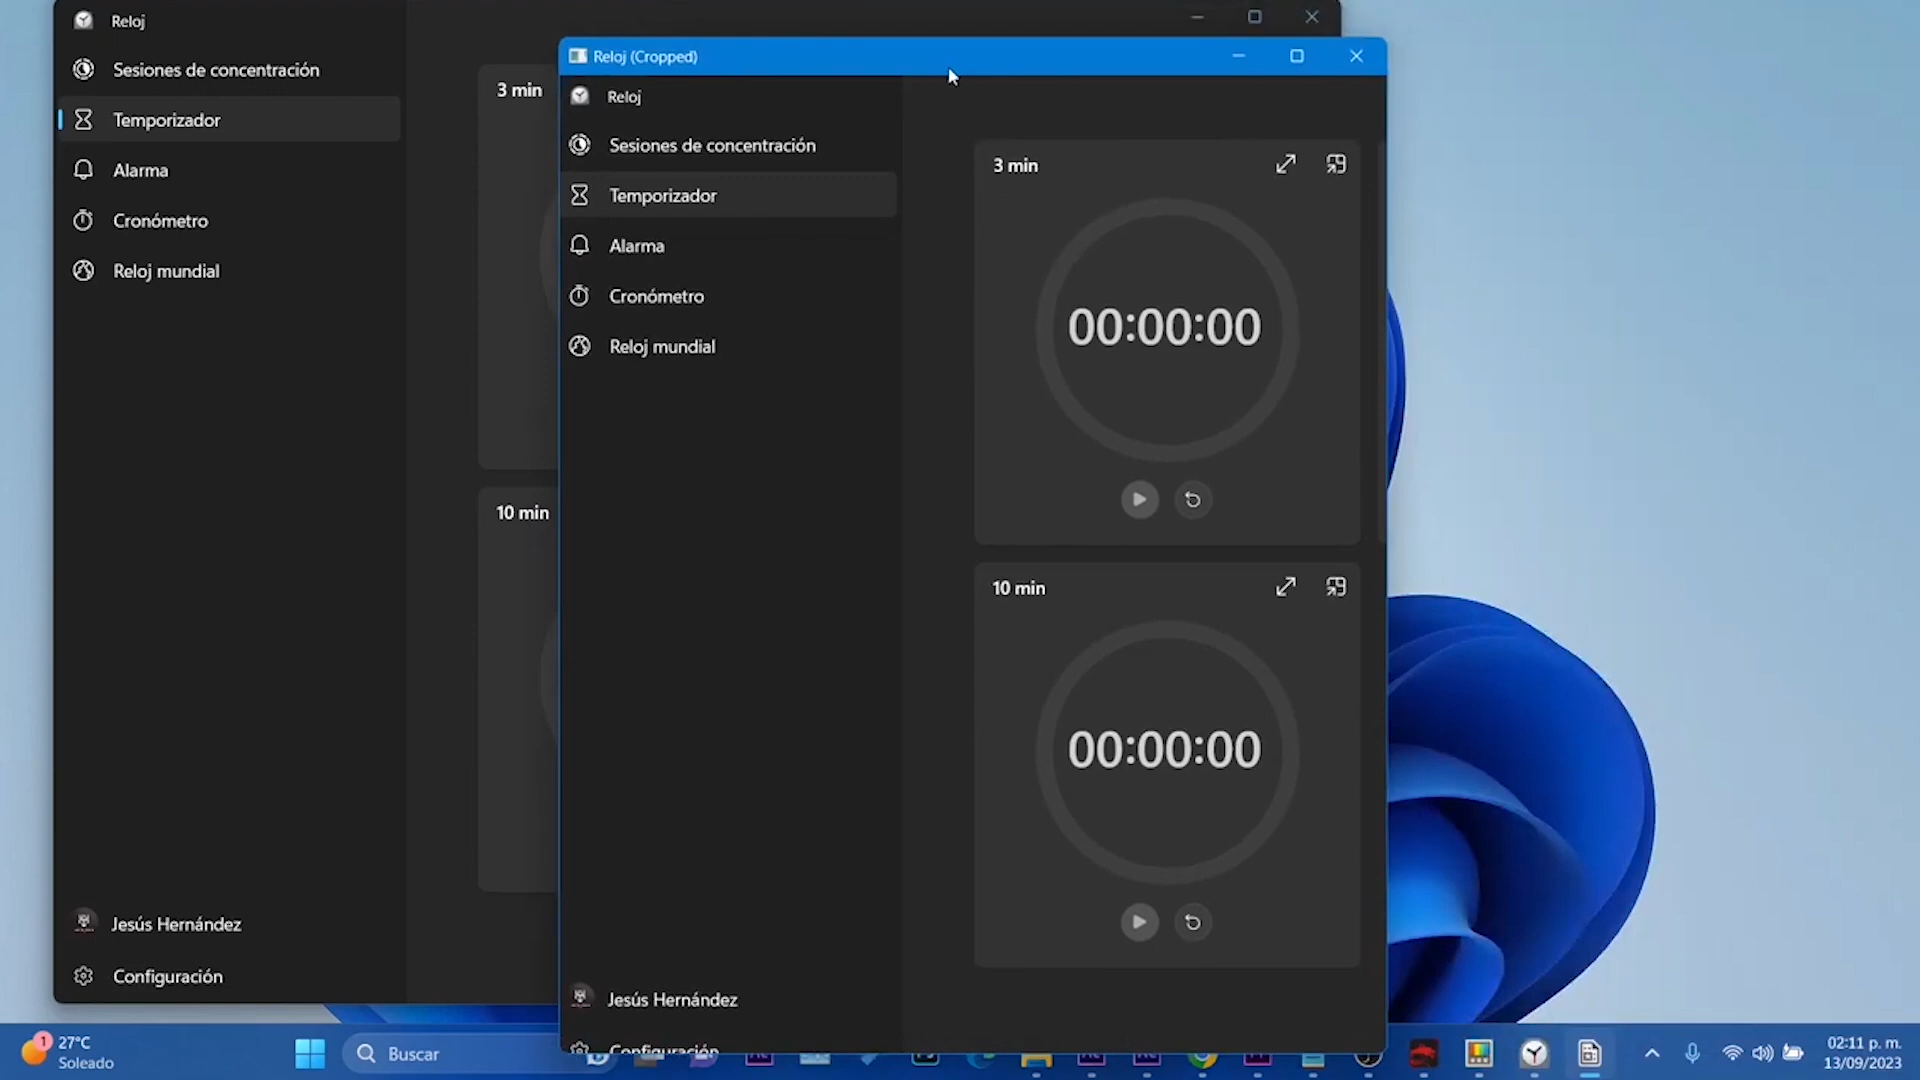 Reloj
Sesiones de concentración
Temporizador
Alarma
Cronómetro
Reloj mundial
Jesús Hernández
Configuración
3 min
10 min
Reloj (Cropped)
Reloj
Sesiones de concentración
Temporizador
Alarma
Cronómetro
Reloj mundial
Jesús Hernández
Configuración
3 min
00:00:00
10 min
00:00:00
1
27°C
Soleado
Buscar
02:11 p. m.
13/09/2023